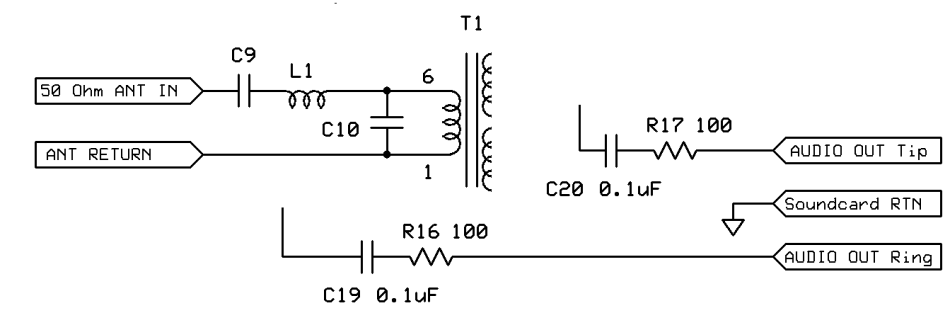 T1
C9
L1
6
50 Ohm ANT IN
C10
R17 100
ANT RETURN
AUDIO OUT Tip
1
C20 0.1uF
Soundcard RTN
R16 100
AUDIO OUT Ring
C19 0.1uF